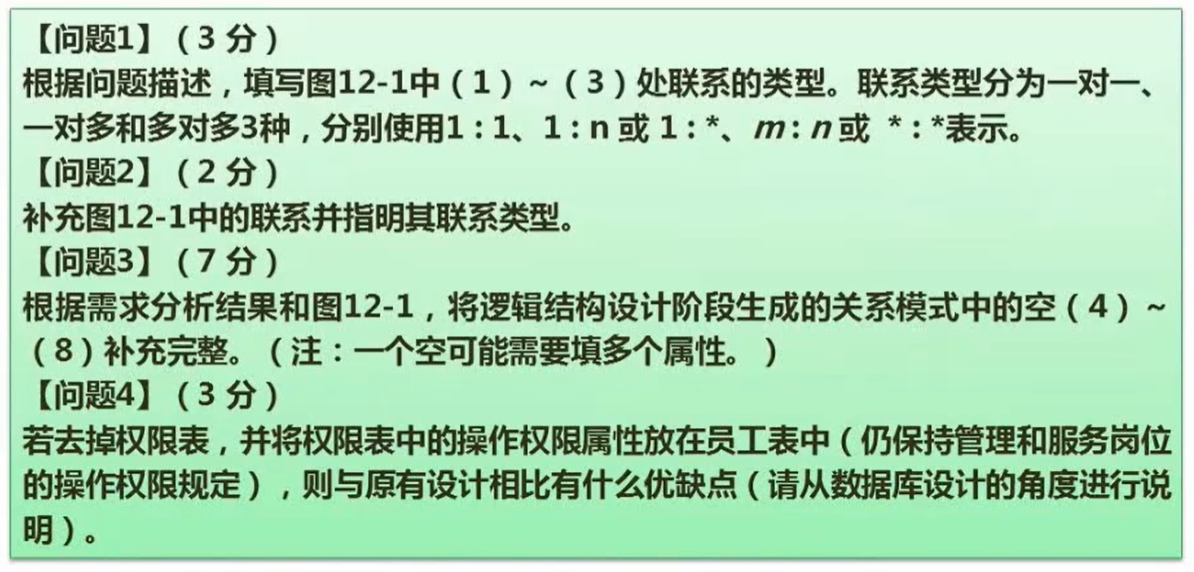 【问题1】（3 分）
根据问题描述，填写图12-1中（1）~（3）处联系的类型。联系类型分为一对一、
一对多和多对多3种，分别使用1：1、1：n 或 1：*、m：n 或 *：*表示。
【问题2】（2 分）
补充图12-1中的联系并指明其联系类型。
【问题3】（7 分）
根据需求分析结果和图12-1，将逻辑结构设计阶段生成的关系模式中的空（4）~
（8）补充完整。（注：一个空可能需要填多个属性。）
【问题4】（3 分）
若去掉权限表，并将权限表中的操作权限属性放在员工表中（仍保持管理和服务岗位
的操作权限规定），则与原有设计相比有什么优缺点（请从数据库设计的角度进行说
明）。